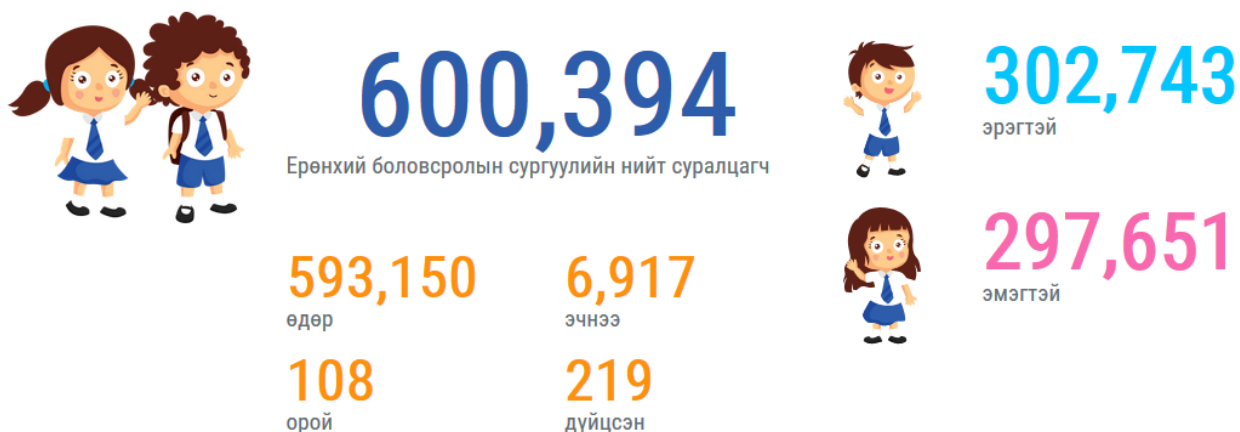 600,394
Ерөнхий боловсролын сургуулийн нийт суралцагч
593,150
өдөр
6,917
эчнээ
108
орой
219
дүйцсэн
302,743
эрэгтэй
297,651
эмэгтэй